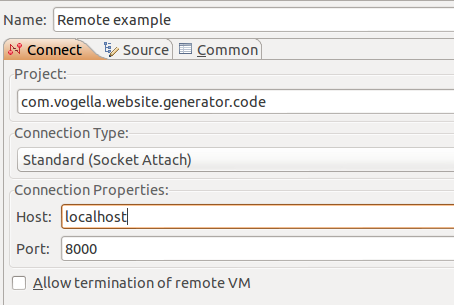 Name: Remote example
Connect Source Common
Project:
com.vogella.website.generator.code
Connection Type:
Standard (Socket Attach)
Connection Properties:
Host: localhost
Port: 8000
Allow termination of remote VM